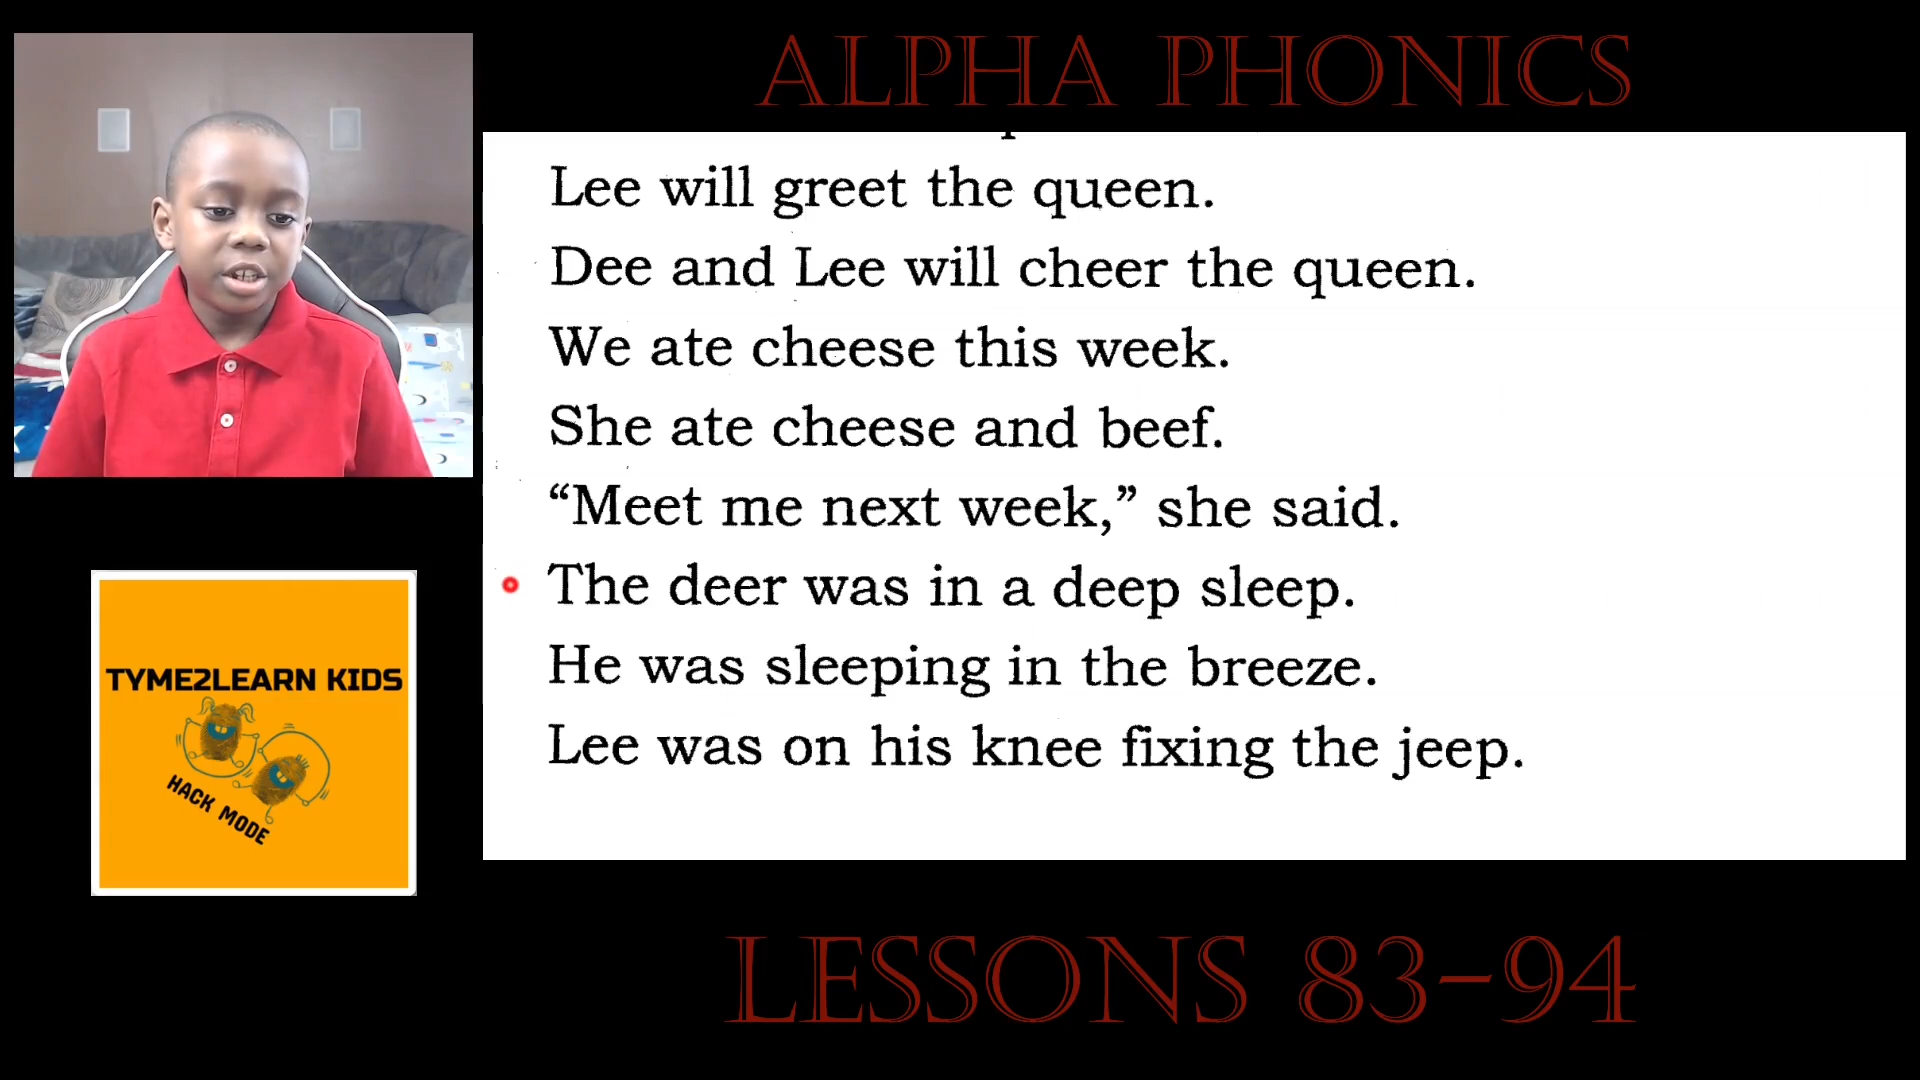 ALPHA PHONICS
Lee will greet the queen.
Dee and Lee will cheer the queen.
We ate cheese this week.
She ate cheese and beef.
“Meet me next week,” she said.
The deer was in a deep sleep.
He was sleeping in the breeze.
Lee was on his knee fixing the jeep.
TYME2LEARN KIDS
HACK MODE
LESSONS 83-94